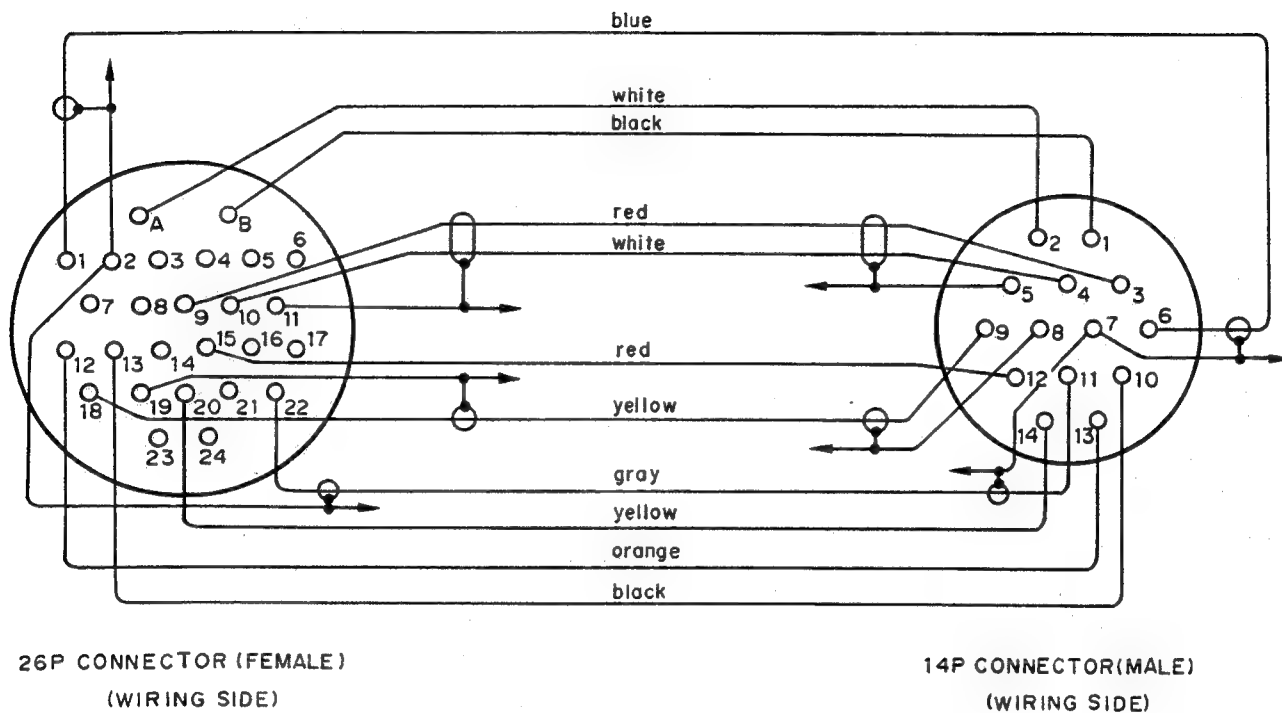 blue
white
black
A B
red
white
1 2 3 4 5 6
2 1
7 8 9 10 11
5 4 3
12 13 14 15 16 17
9 8 7 6
red
18 19 20 21 22
12 11 10
yellow
23 24
14 13
gray
yellow
orange
black
26P CONNECTOR (FEMALE)
(WIRING SIDE)
14P CONNECTOR(MALE)
(WIRING SIDE)